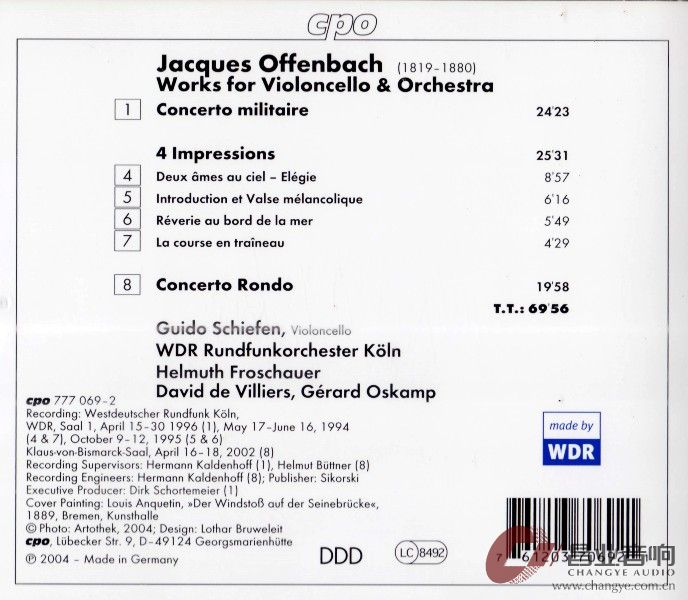 cpo
Jacques Offenbach (1819–1880)
Works for Violoncello & Orchestra
1 Concerto militaire 24'23
4 Impressions 25'31
4 Deux âmes au ciel – Elégie 8'57
5 Introduction et Valse mélancolique 6'16
6 Réverie au bord de la mer 5'49
7 La course en traîneau 4'29
8 Concerto Rondo 19'58
T.T.: 69'56
Guido Schiefen, Violoncello
WDR Rundfunkorchester Köln
Helmuth Froschauer
David de Villiers, Gérard Oskamp
cpo 777 069–2
Recording: Westdeutscher Rundfunk Köln,
WDR, Saal 1, April 15–30 1996 (1), May 17–June 16, 1994
(4 & 7), October 9–12, 1995 (5 & 6)
Klaus-von-Bismarck-Saal, April 16–18, 2002 (8)
Recording Supervisors: Hermann Kaldenhoff (1), Helmut Büttner (8)
Recording Engineers: Hermann Kaldenhoff (8); Publisher: Sikorski
Executive Producer: Dirk Schortemeier (1)
Cover Painting: Louis Anquetin, »Der Windstoß auf der Seinebrücke«,
1889, Bremen, Kunsthalle
© Photo: Artothek, 2004; Design: Lothar Bruweleit
cpo, Lübecker Str. 9, D–49124 Georgsmarienhütte
℗ 2004 – Made in Germany
DDD
LC 8492
made by
WDR
7 61203 70692
昌业音响
CHANGYE AUDIO
www.changye.com.cn